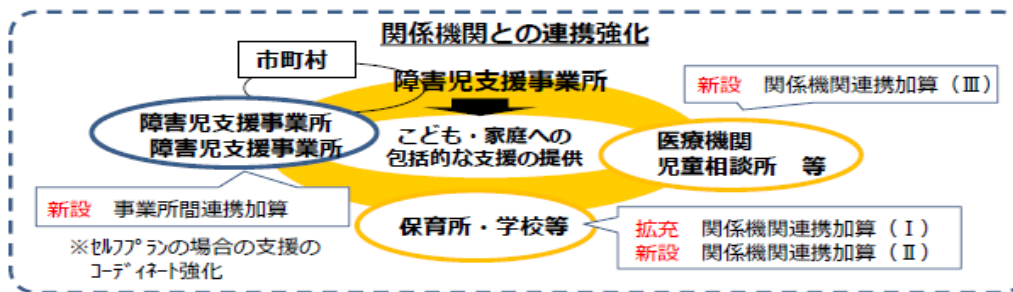 関係機関との連携強化
市町村
障害児支援事業所
新設 関係機関連携加算（Ⅲ）
障害児支援事業所
障害児支援事業所
こども・家庭への
包括的な支援の提供
医療機関
児童相談所 等
新設 事業所間連携加算
※ｾﾙﾌﾌﾟﾗﾝの場合の支援の
ｺｰﾃﾞｨﾈｰﾄ強化
保育所・学校等
拡充 関係機関連携加算（Ⅰ）
新設 関係機関連携加算（Ⅱ）